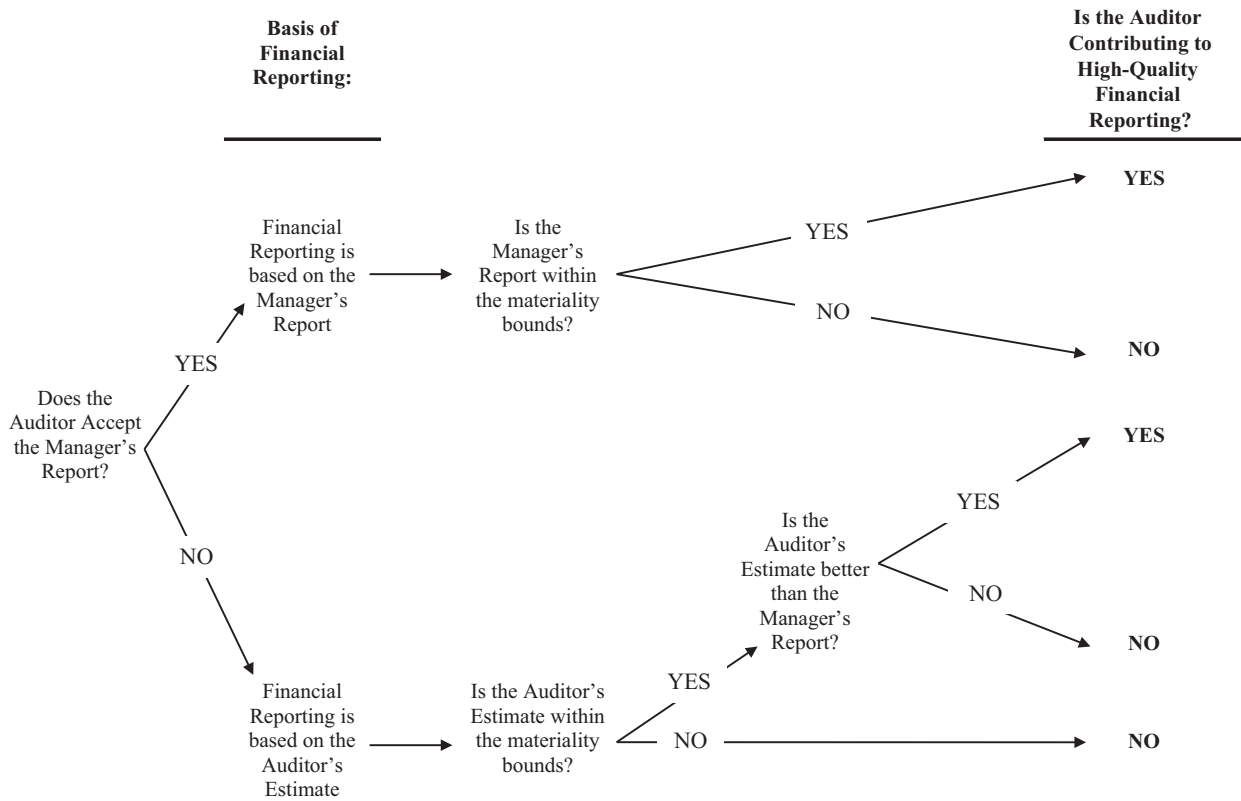 Basis of
Financial
Reporting:
Is the Auditor
Contributing to
High-Quality
Financial
Reporting?
YES
Financial
Reporting is
based on the
Manager's
Report
Is the
Manager's
Report within
the materiality
bounds?
YES
NO
NO
YES
Does the
Auditor Accept
the Manager's
Report?
NO
YES
YES
Is the
Auditor's
Estimate better
than the
Manager's
Report?
NO
NO
Financial
Reporting is
based on the
Auditor's
Estimate
Is the Auditor's
Estimate within
the materiality
bounds?
YES
NO
NO